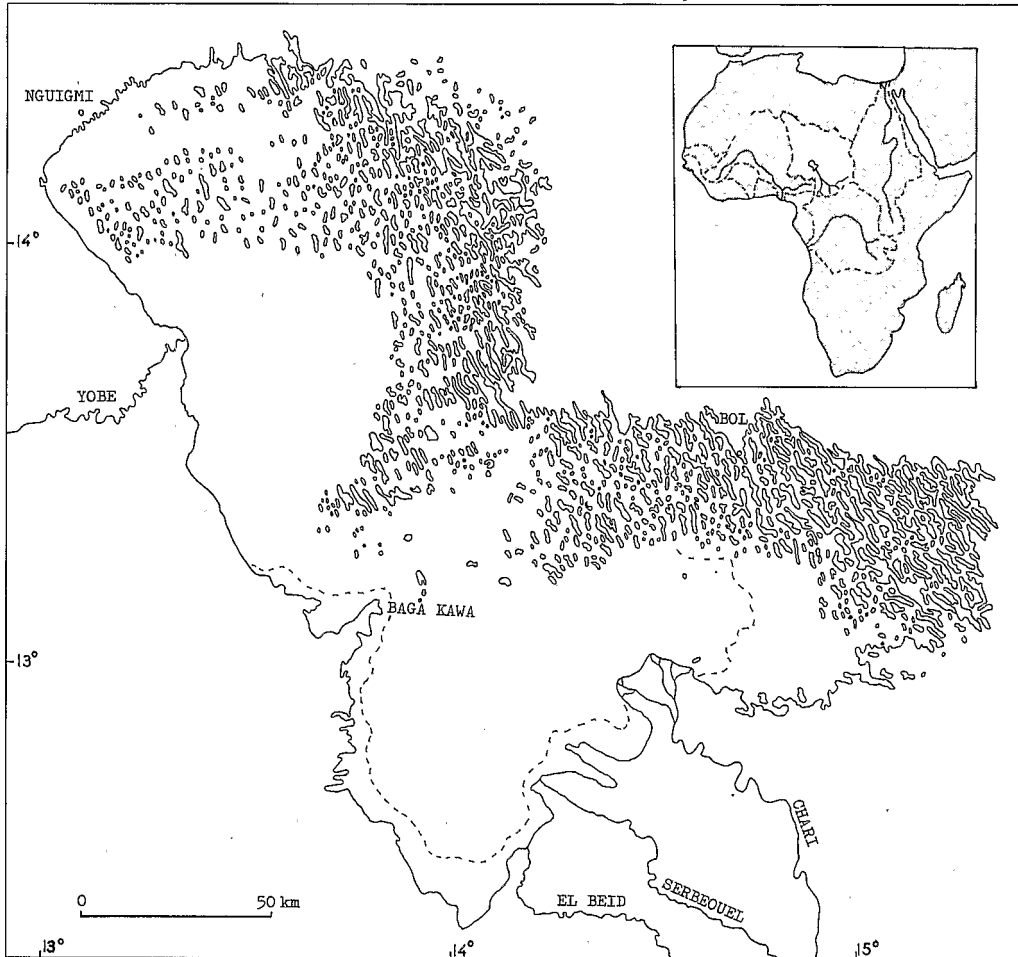 NGUIGMI
14°
YOBE
BOL
BAGA KAWA
13°
CHARI
SERBEOUEL
EL BEID
0 50 km
13° 14° 15°